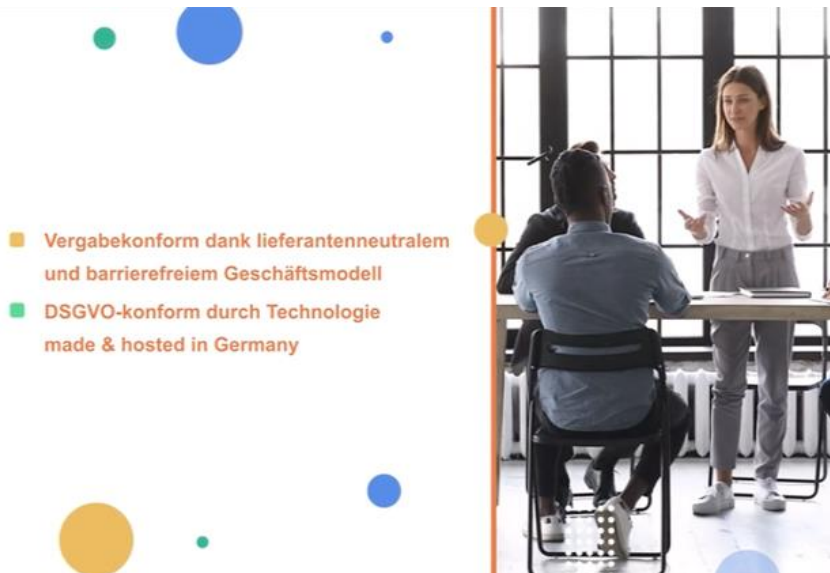 Vergabekonform dank lieferantenneutralem
und barrierefreiem Geschäftsmodell
DSGVO-konform durch Technologie
made & hosted in Germany